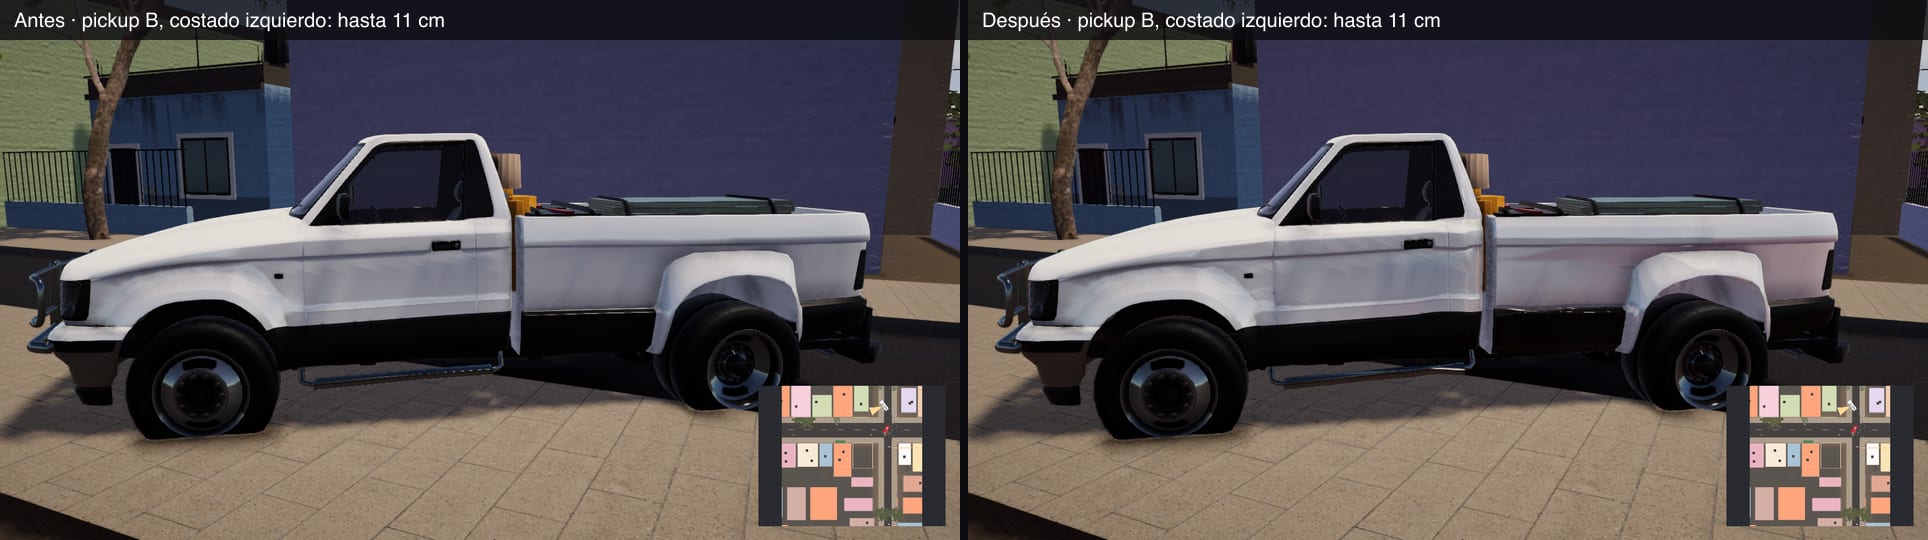 Antes · pickup B, costado izquierdo: hasta 11 cm
Después · pickup B, costado izquierdo: hasta 11 cm